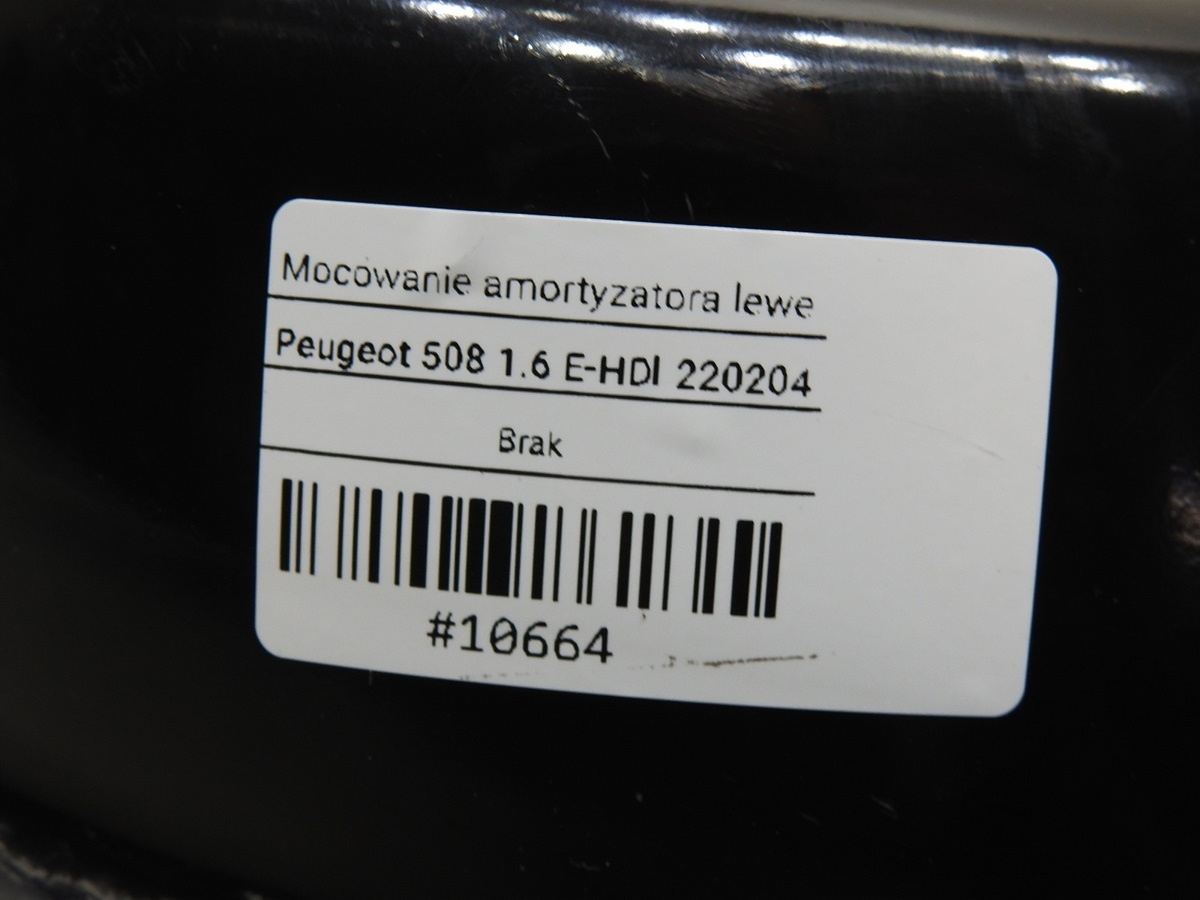 Mocowanie amortyzatora lewe
Peugeot 508 1.6 E-HDI 220204
Brak
#10664